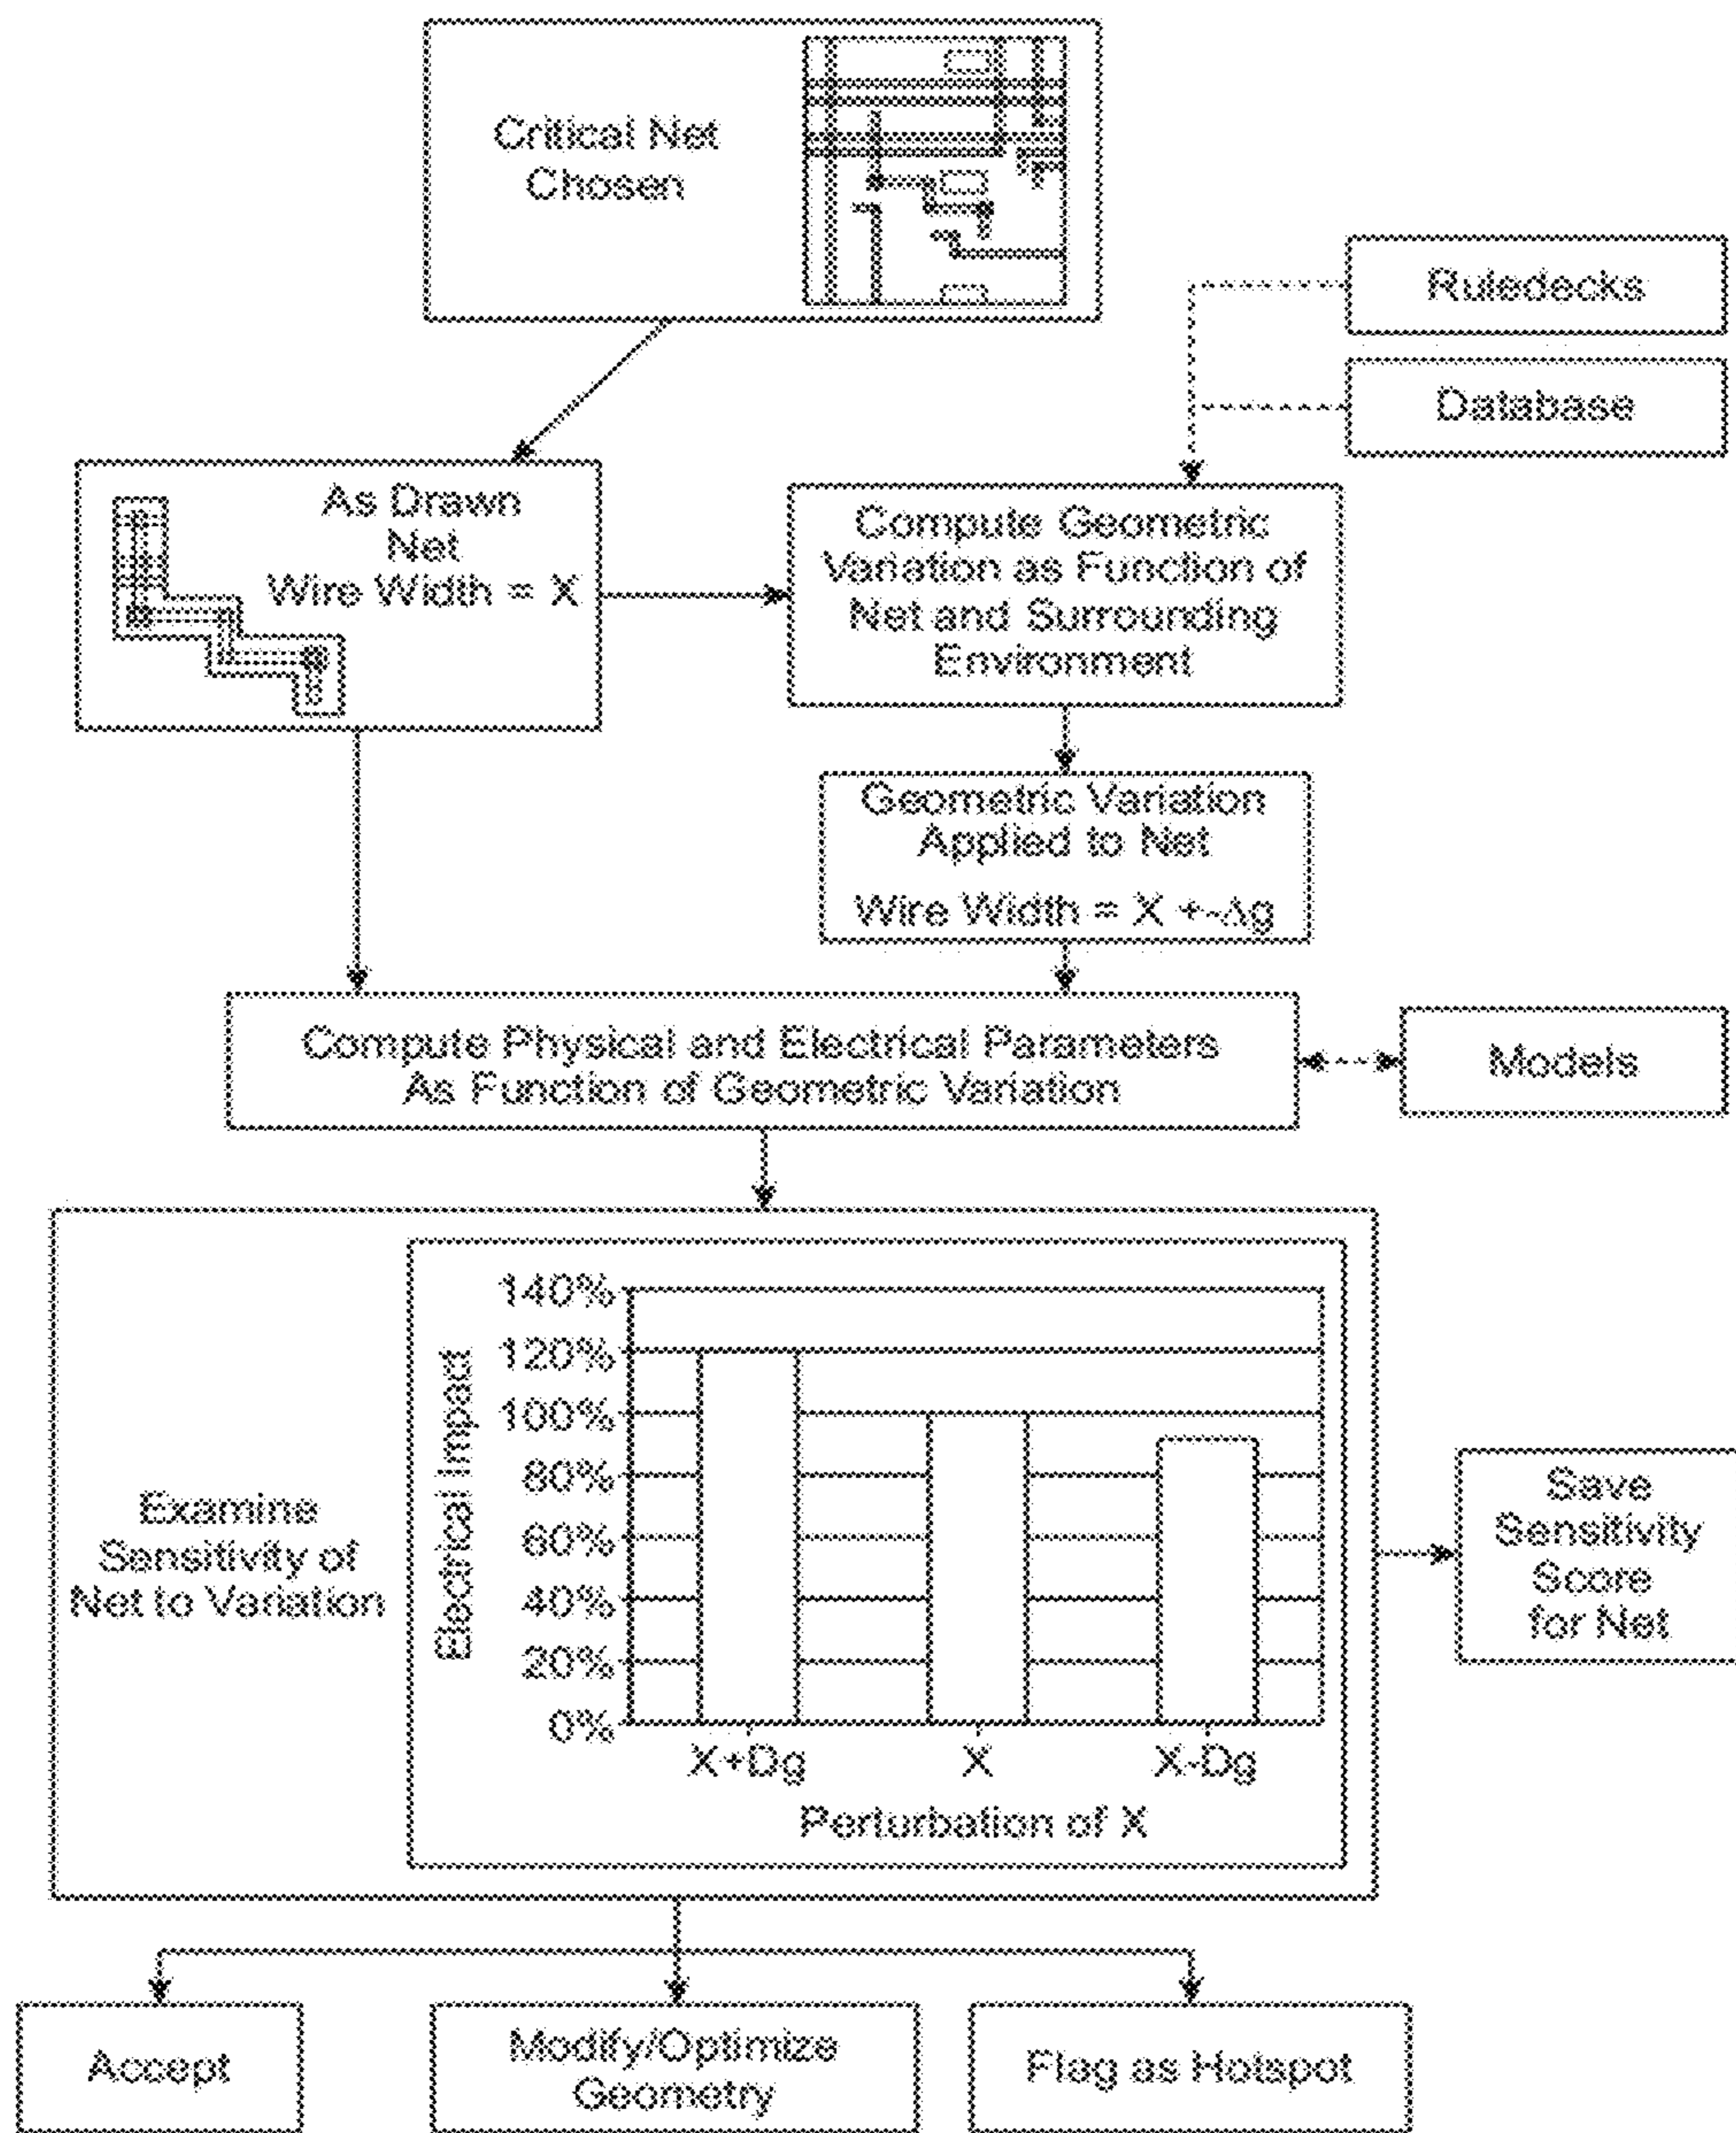 Critical Net
Chosen
Ruledecks
Database
As Drawn
Net
Wire Width = X
Compute Geometric
Variation as Function of
Net and Surrounding
Environment
Geometric Variation
Applied to Net
Wire Width = X +-Δg
Compute Physical and Electrical Parameters
As Function of Geometric Variation
Models
Examine
Sensitivity of
Net to Variation
Electrical Impact
140%
120%
100%
80%
60%
40%
20%
0%
X+Dg
X
X-Dg
Perturbation of X
Save
Sensitivity
Score
for Net
Accept
Modify/Optimize
Geometry
Flag as Hotspot